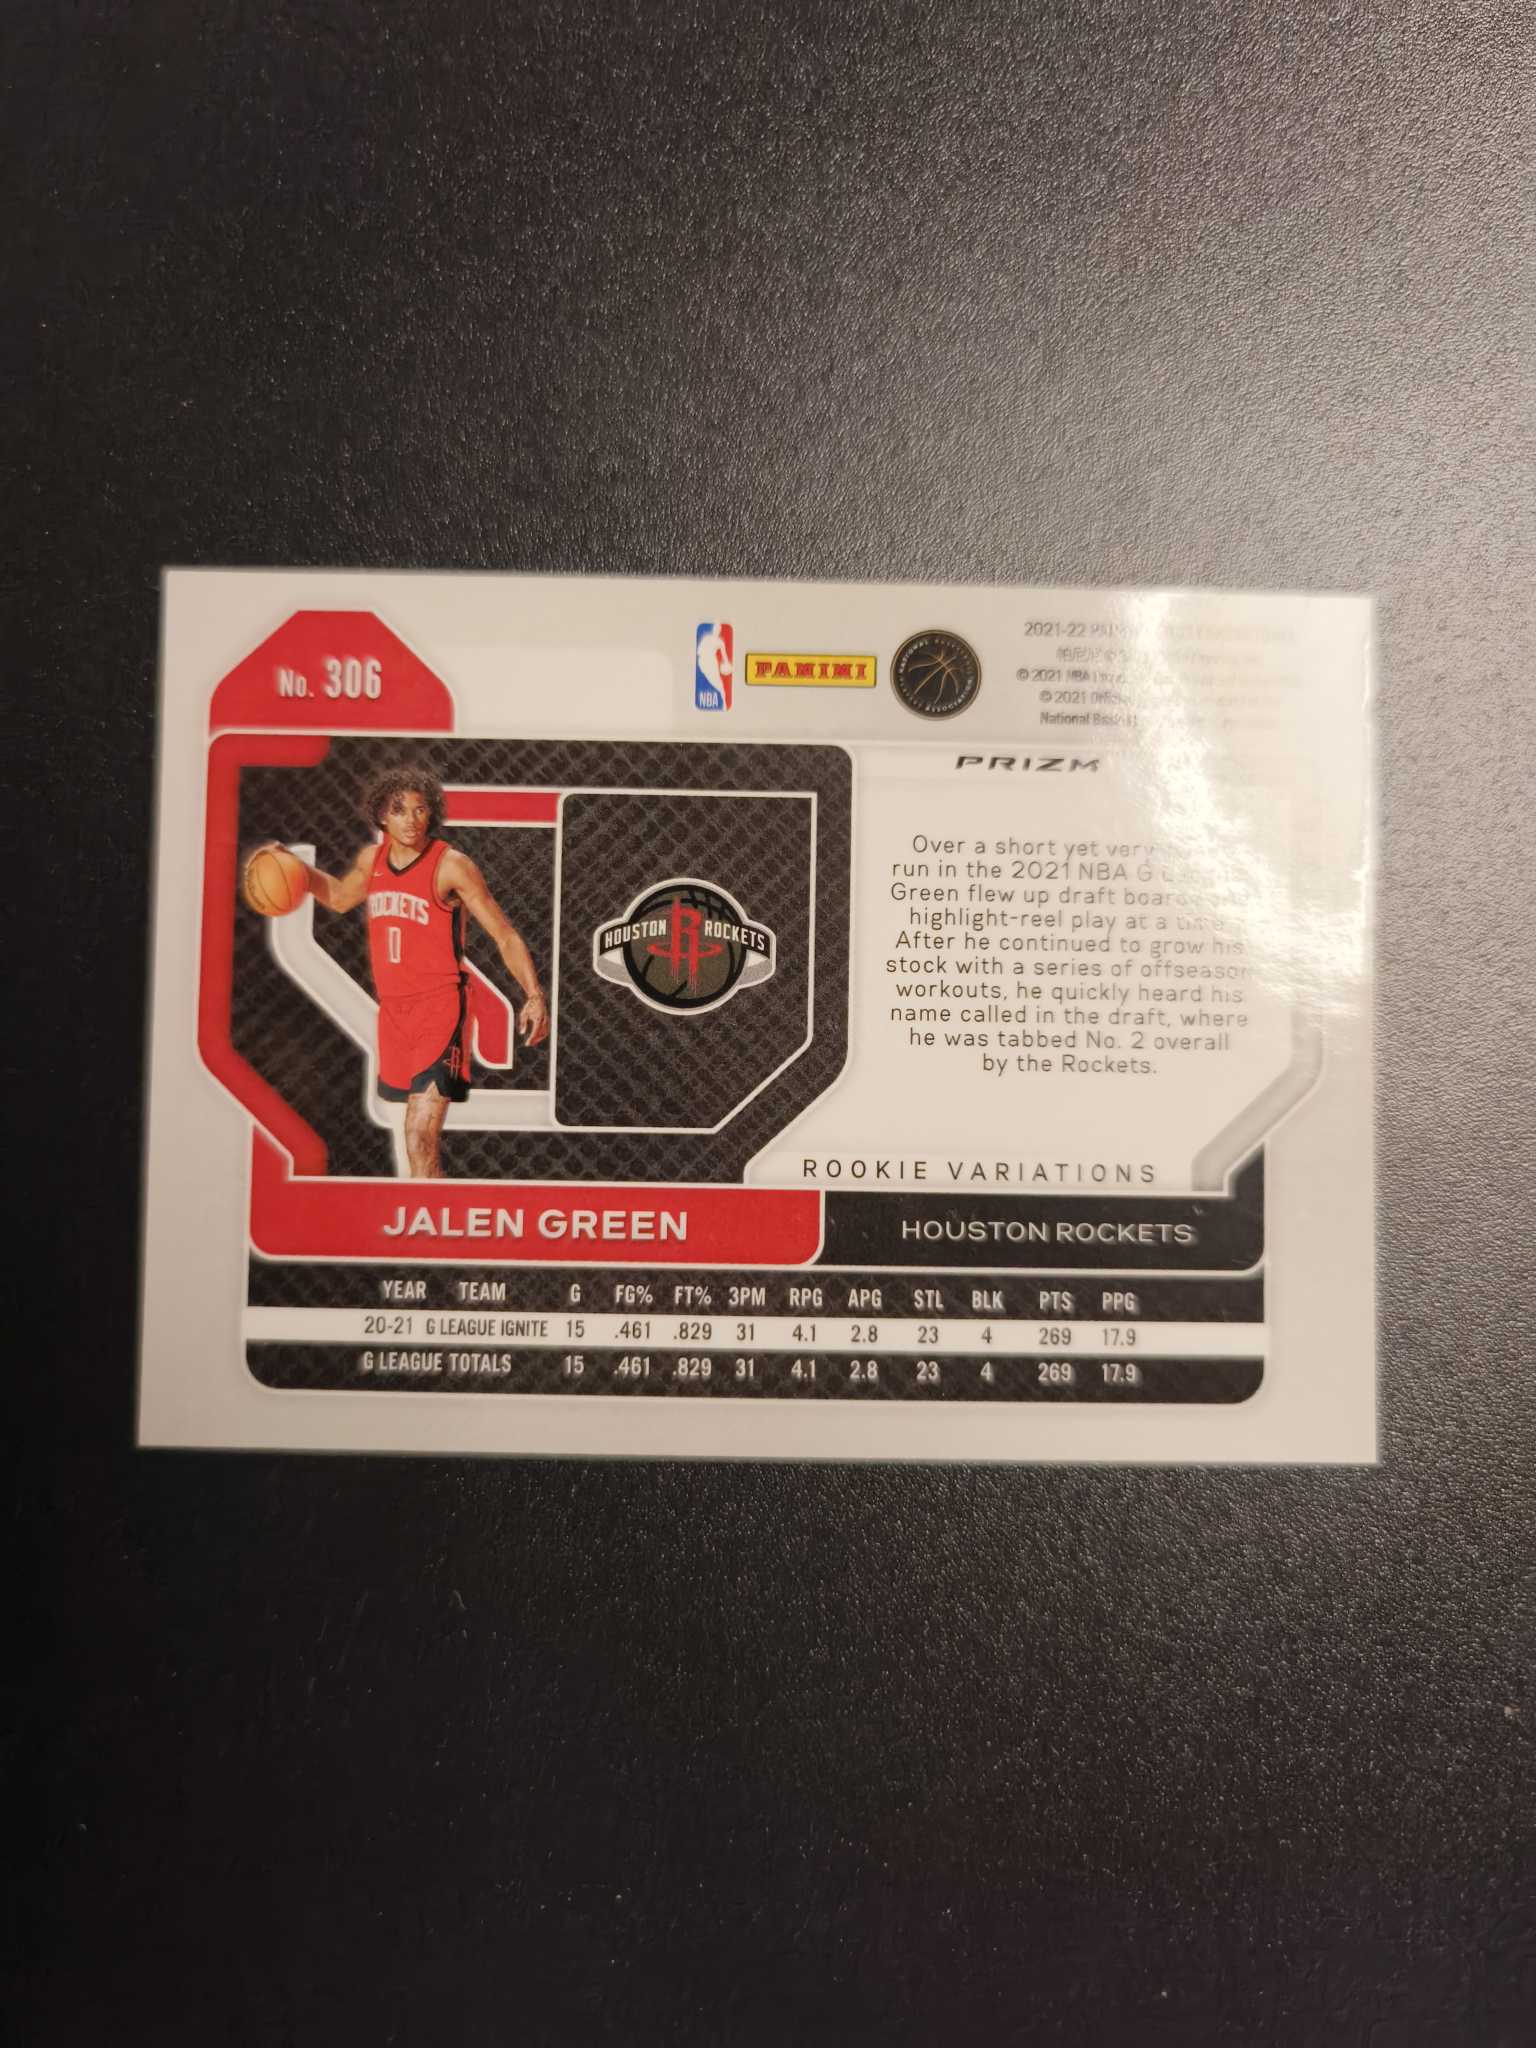 No. 306
NBA
PANINI
2021-22
© 2021 NBA
© 2021
National
PRIZM
Over a short yet very
run in the 2021 NBA G
Green flew up draft boards
highlight-reel play at a time
After he continued to grow his
stock with a series of offseason
workouts, he quickly heard his
name called in the draft, where
he was tabbed No. 2 overall
by the Rockets.
ROCKETS
0
HOUSTON R ROCKETS
ROOKIE VARIATIONS
JALEN GREEN
HOUSTON ROCKETS
YEAR TEAM G FG% FT% 3PM RPG APG STL BLK PTS PPG
20-21 G LEAGUE IGNITE 15 .461 .829 31 4.1 2.8 23 4 269 17.9
G LEAGUE TOTALS 15 .461 .829 31 4.1 2.8 23 4 269 17.9